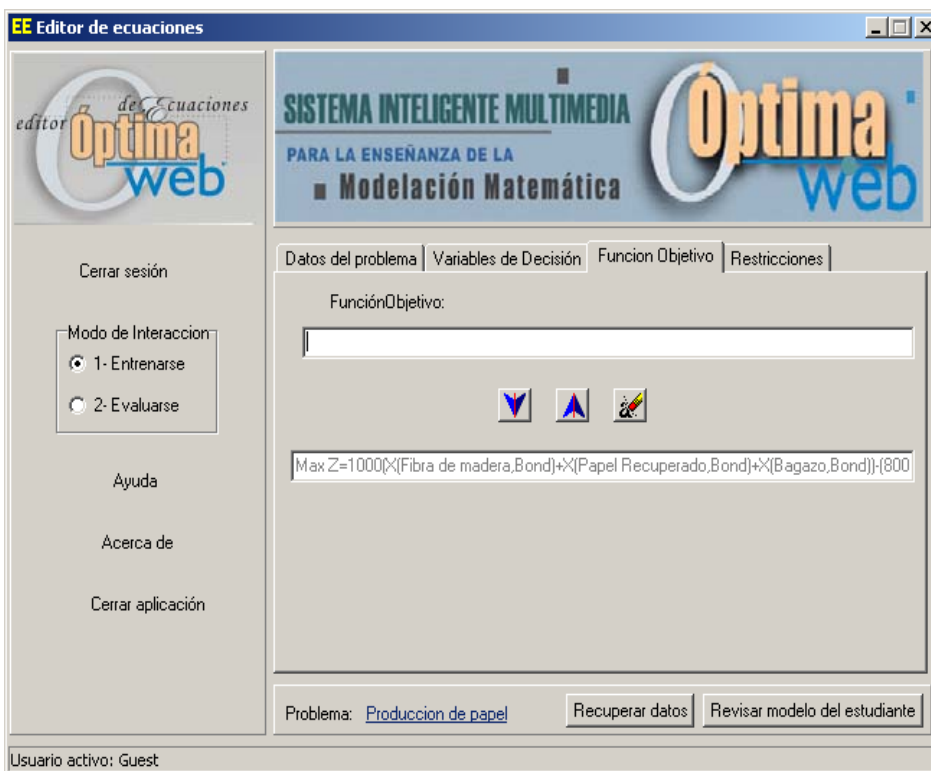 EE Editor de ecuaciones
editor de Ecuaciones
Óptima
web
SISTEMA INTELIGENTE MULTIMEDIA
PARA LA ENSEÑANZA DE LA
Modelación Matemática
Óptima
web
Cerrar sesión
Modo de Interaccion
1- Entrenarse
2- Evaluarse
Ayuda
Acerca de
Cerrar aplicación
Datos del problema Variables de Decisión Funcion Objetivo Restricciones
FunciónObjetivo:
Max Z=1000(X(Fibra de madera,Bond)+X(Papel Recuperado,Bond)+X(Bagazo,Bond))-(800
Problema: Produccion de papel Recuperar datos Revisar modelo del estudiante
Usuario activo: Guest